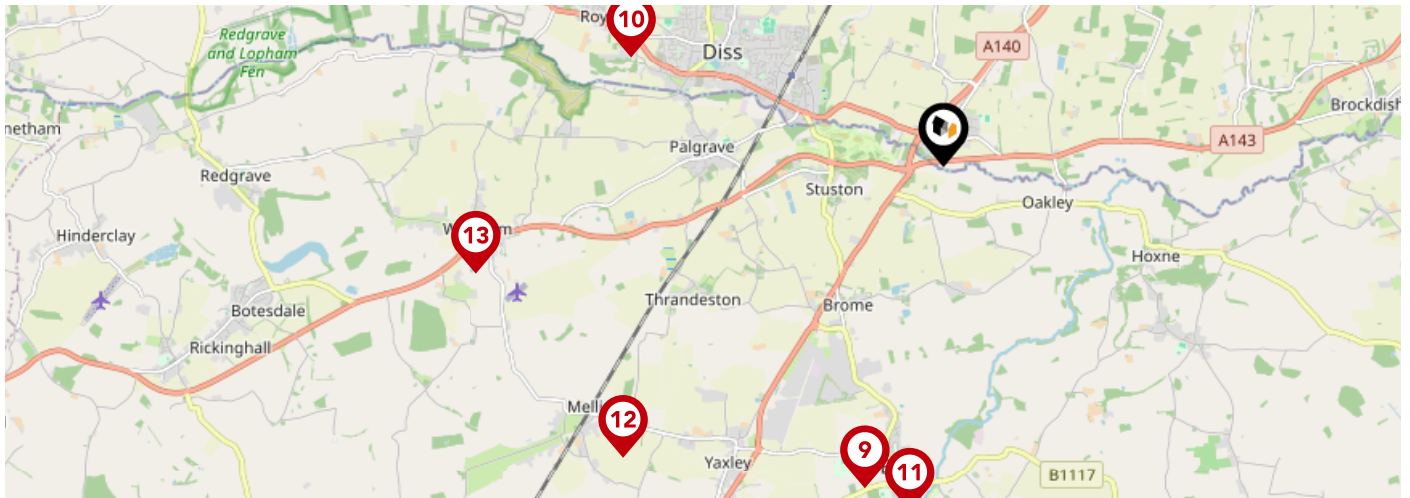 Roy
10
Diss
Redgrave
and Lopham
Fen
A140
Brockdish
netham
A143
Palgrave
Redgrave
Stuston
Oakley
W
m
13
Hinderclay
Hoxne
Thrandeston
Brome
Botesdale
Rickinghall
Melli
12
9
11
Yaxley
B1117